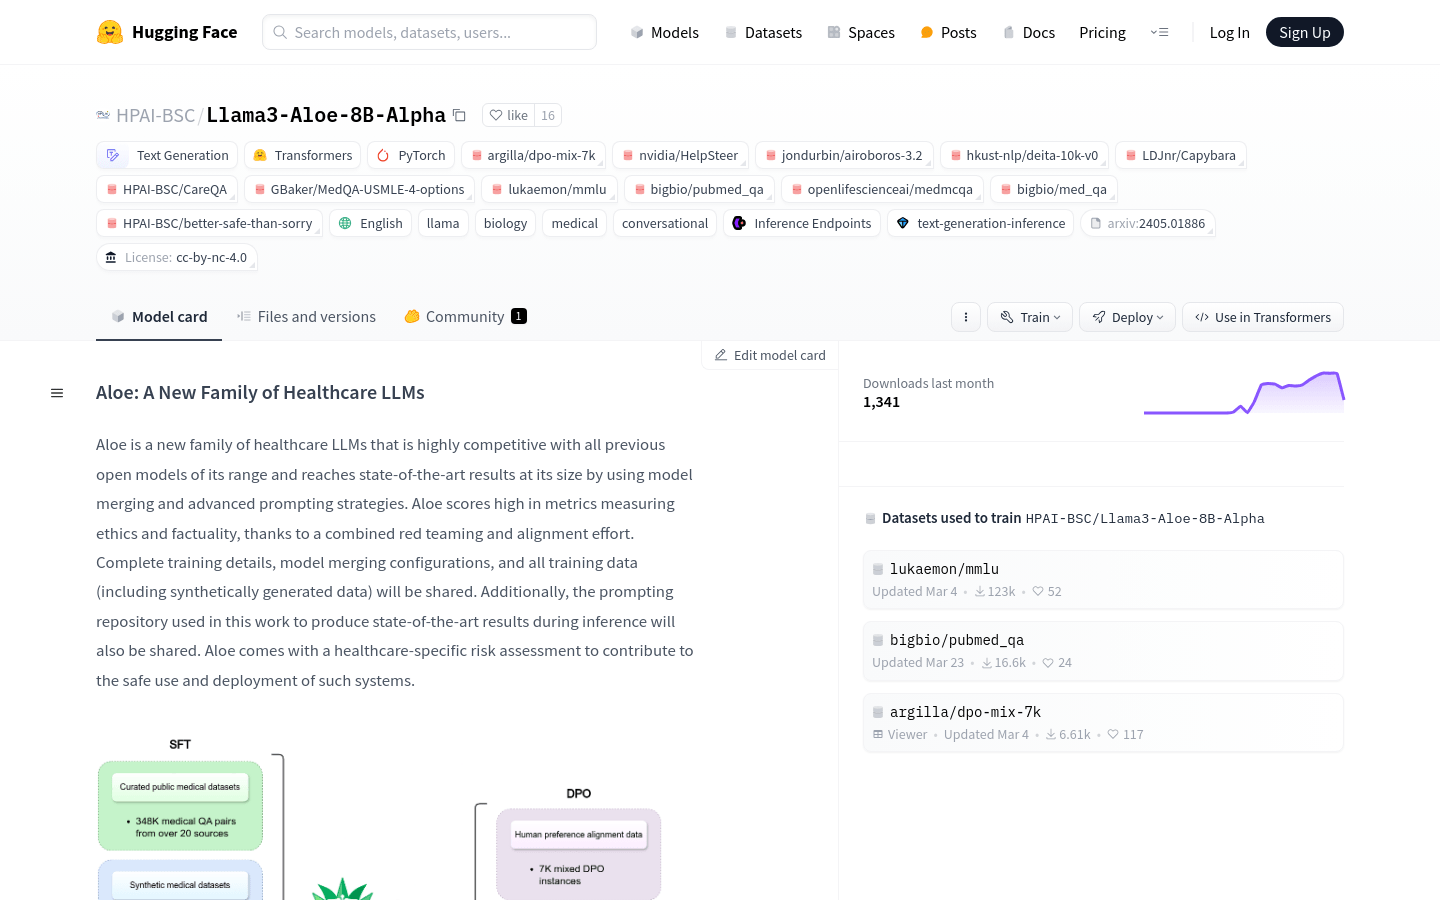 Hugging Face
Search models, datasets, users...
Models
Datasets
Spaces
Posts
Docs
Pricing
Log In
Sign Up
HPAI-BSC/Llama3-Aloe-8B-Alpha
like
16
Text Generation
Transformers
PyTorch
argilla/dpo-mix-7k
nvidia/HelpSteer
jondurbin/airoboros-3.2
hkust-nlp/deita-10k-v0
LDJnr/Capybara
HPAI-BSC/CareQA
GBaker/MedQA-USMLE-4-options
lukaemon/mmlu
bigbio/pubmed_qa
openlifescienceai/medmcqa
bigbio/med_qa
HPAI-BSC/better-safe-than-sorry
English
llama
biology
medical
conversational
Inference Endpoints
text-generation-inference
arxiv:2405.01886
License: cc-by-nc-4.0
Model card
Files and versions
Community 1
Train
Deploy
Use in Transformers
Edit model card
Aloe: A New Family of Healthcare LLMs
Aloe is a new family of healthcare LLMs that is highly competitive with all previous
open models of its range and reaches state-of-the-art results at its size by using model
merging and advanced prompting strategies. Aloe scores high in metrics measuring
ethics and factuality, thanks to a combined red teaming and alignment effort.
Complete training details, model merging configurations, and all training data
(including synthetically generated data) will be shared. Additionally, the prompting
repository used in this work to produce state-of-the-art results during inference will
also be shared. Aloe comes with a healthcare-specific risk assessment to contribute to
the safe use and deployment of such systems.
SFT
Curated public medical datasets
• 348K medical QA pairs
from over 20 sources
Synthetic medical datasets
DPO
Human preference alignment data
• 7K mixed DPO
instances
Downloads last month
1,341
Datasets used to train HPAI-BSC/Llama3-Aloe-8B-Alpha
lukaemon/mmlu
Updated Mar 4 • 123k • 52
bigbio/pubmed_qa
Updated Mar 23 • 16.6k • 24
argilla/dpo-mix-7k
Viewer • Updated Mar 4 • 6.61k • 117